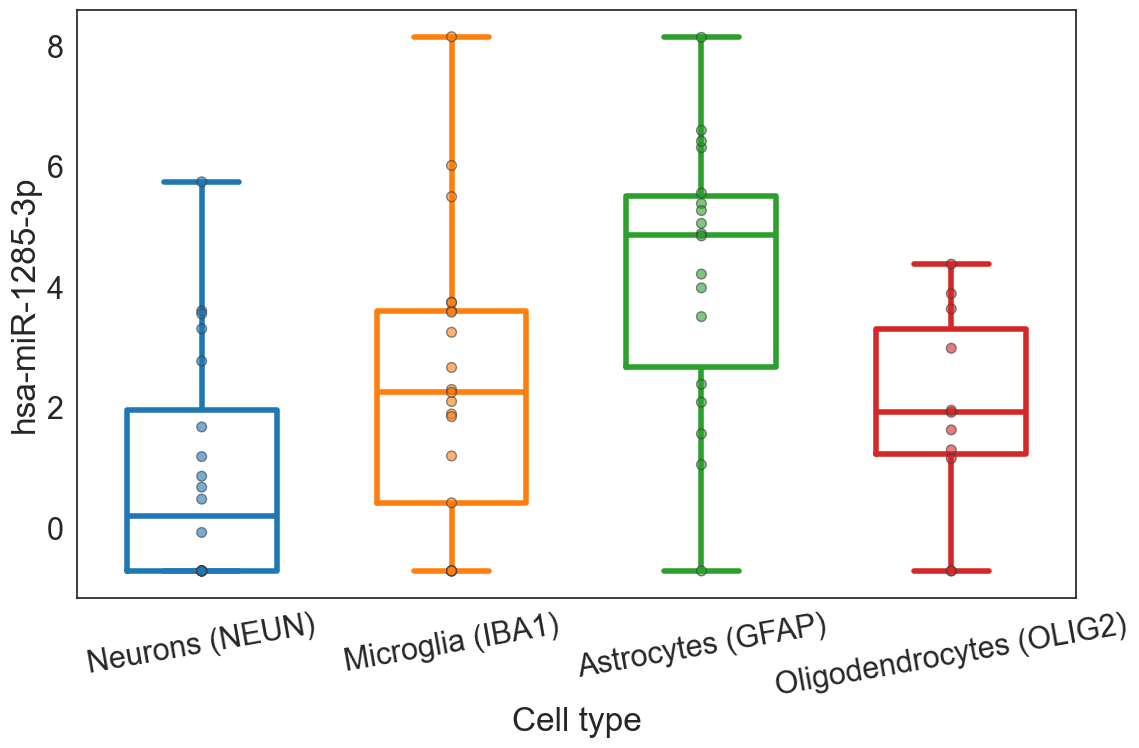 hsa-miR-1285-3p
8
6
4
2
0
Neurons (NEUN)
Microglia (IBA1)
Astrocytes (GFAP)
Oligodendrocytes (OLIG2)
Cell type